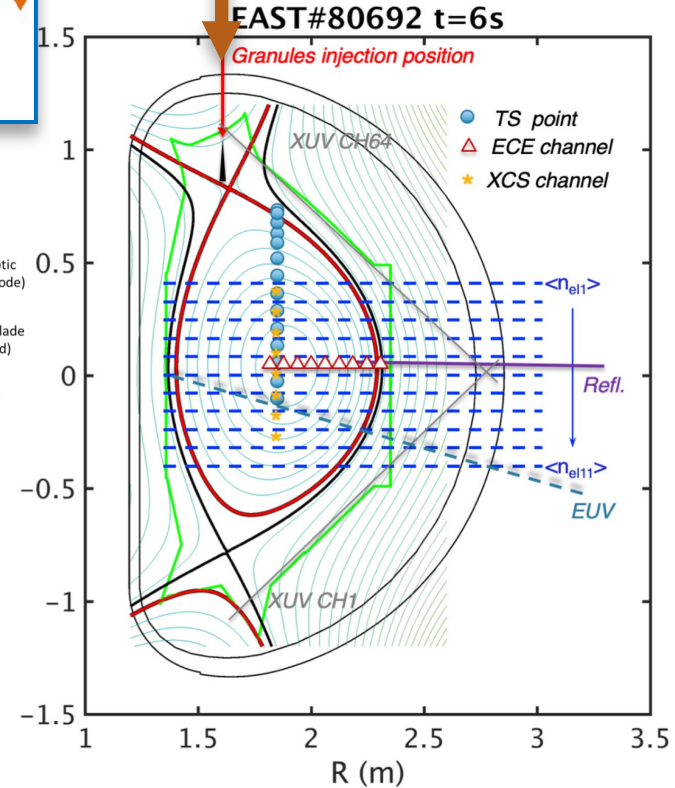 EAST#80692 t=6s
Granules injection position
TS point
ECE channel
XCS channel
XUV CH64
<n_el1>
Refl.
<n_el11>
EUV
XUV CH1
1.5
1
0.5
0
−0.5
−1
−1.5
1 1.5 2 2.5 3 3.5
R (m)